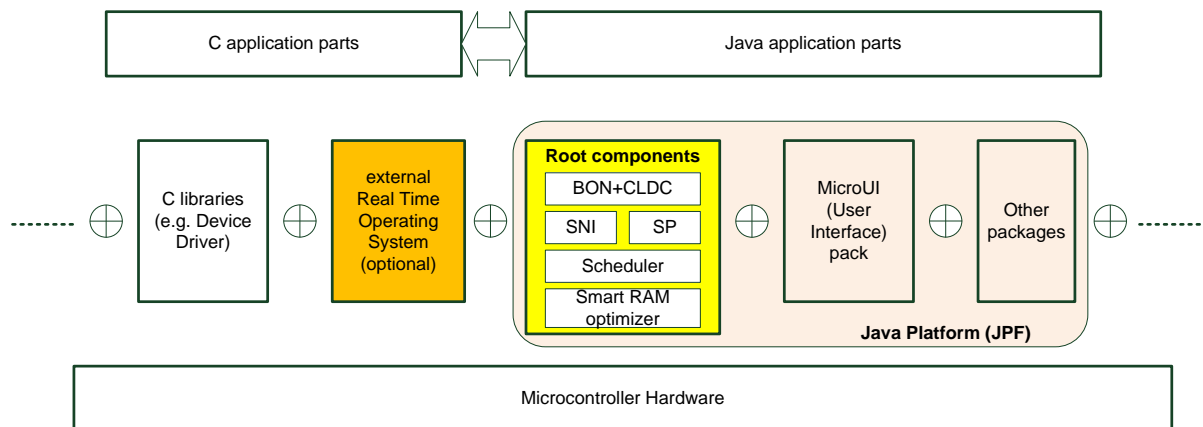 C application parts
Java application parts
C libraries
(e.g. Device
Driver)
external
Real Time
Operating
System
(optional)
Root components
BON+CLDC
SNI
SP
Scheduler
Smart RAM
optimizer
MicroUI
(User
Interface)
pack
Other
packages
Java Platform (JPF)
Microcontroller Hardware